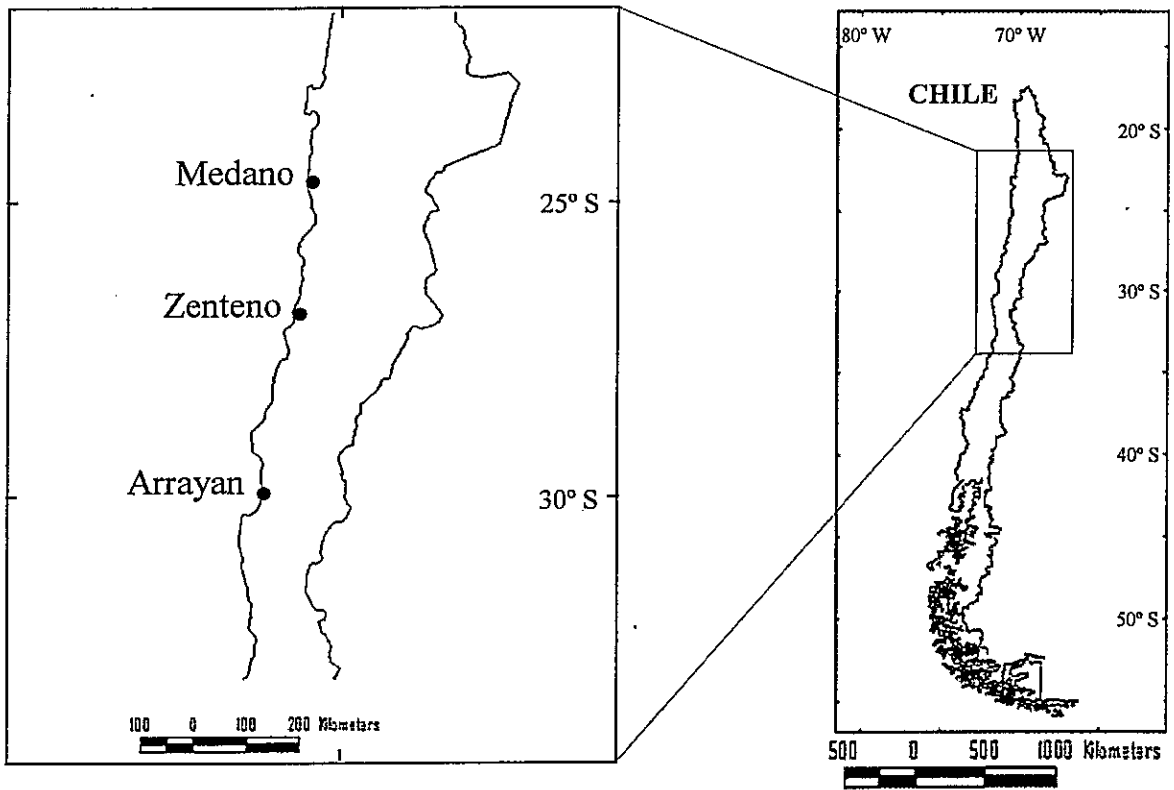 Medano
25° S
Zenteno
Arrayan
30° S
100 0 100 200 Kilometers
80° W 70° W
CHILE
20° S
30° S
40° S
50° S
500 0 500 1000 Kilometers